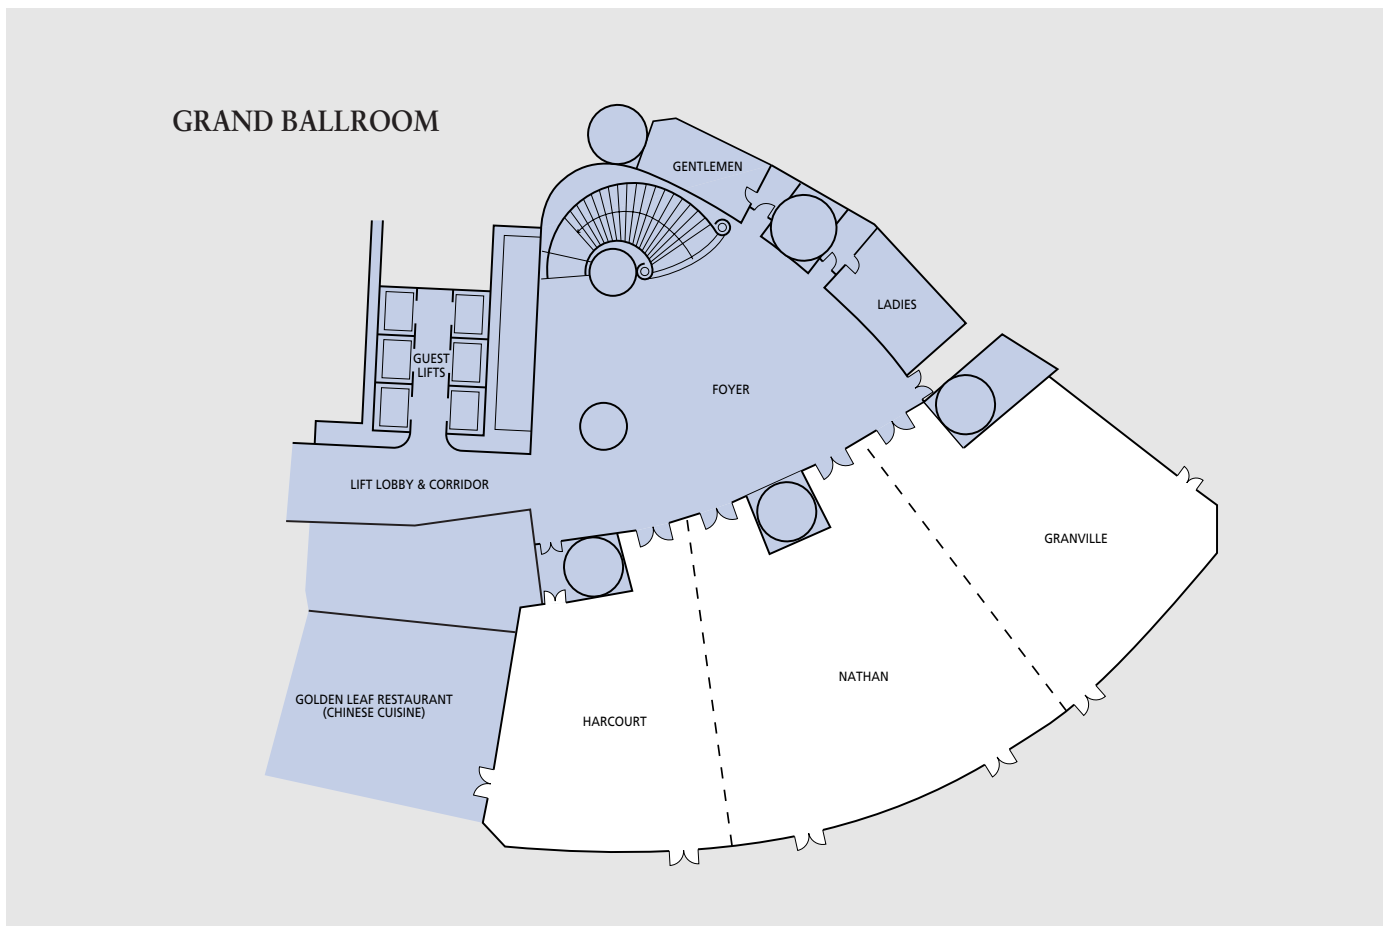 GRAND BALLROOM
GENTLEMEN
LADIES
GUEST
LIFTS
FOYER
LIFT LOBBY & CORRIDOR
GRANVILLE
NATHAN
GOLDEN LEAF RESTAURANT
(CHINESE CUISINE)
HARCOURT